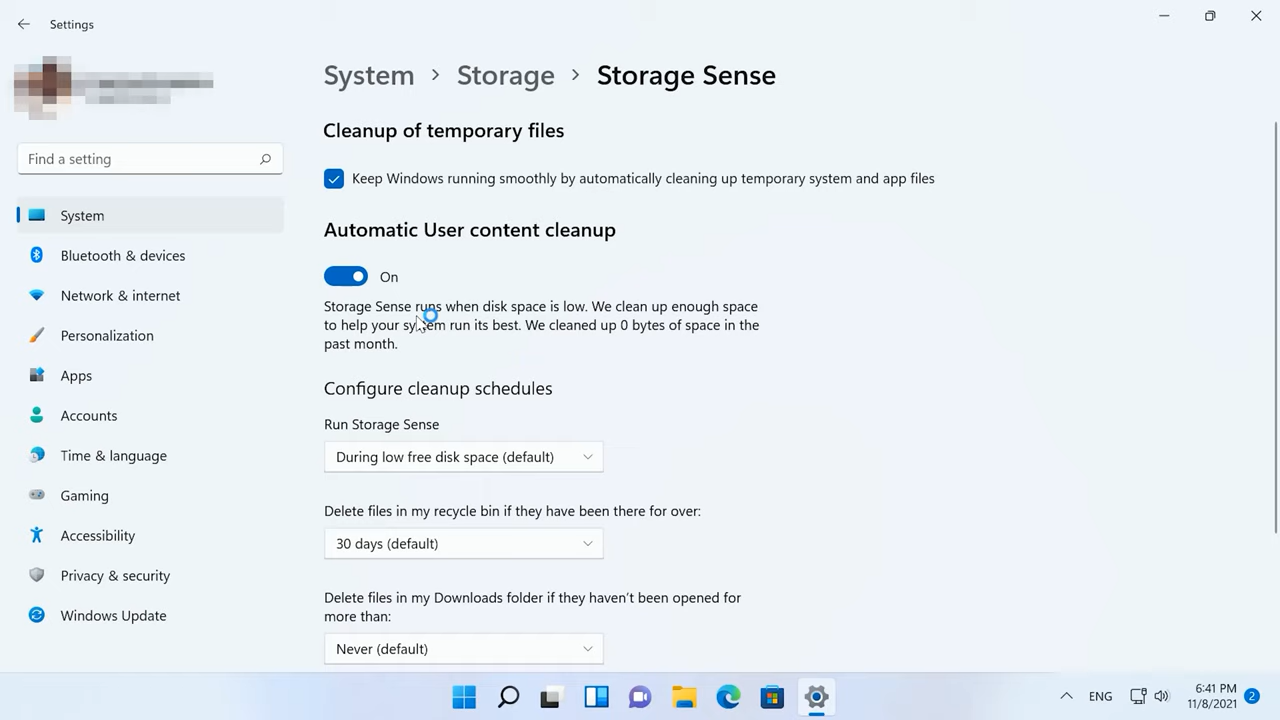 Settings
System > Storage > Storage Sense
Cleanup of temporary files
Find a setting
Keep Windows running smoothly by automatically cleaning up temporary system and app files
System
Bluetooth & devices
Network & internet
Personalization
Apps
Accounts
Time & language
Gaming
Accessibility
Privacy & security
Windows Update
Automatic User content cleanup
On
Storage Sense runs when disk space is low. We clean up enough space
to help your system run its best. We cleaned up 0 bytes of space in the
past month.
Configure cleanup schedules
Run Storage Sense
During low free disk space (default)
Delete files in my recycle bin if they have been there for over:
30 days (default)
Delete files in my Downloads folder if they haven’t been opened for
more than:
Never (default)
ENG
6:41 PM
11/8/2021
2